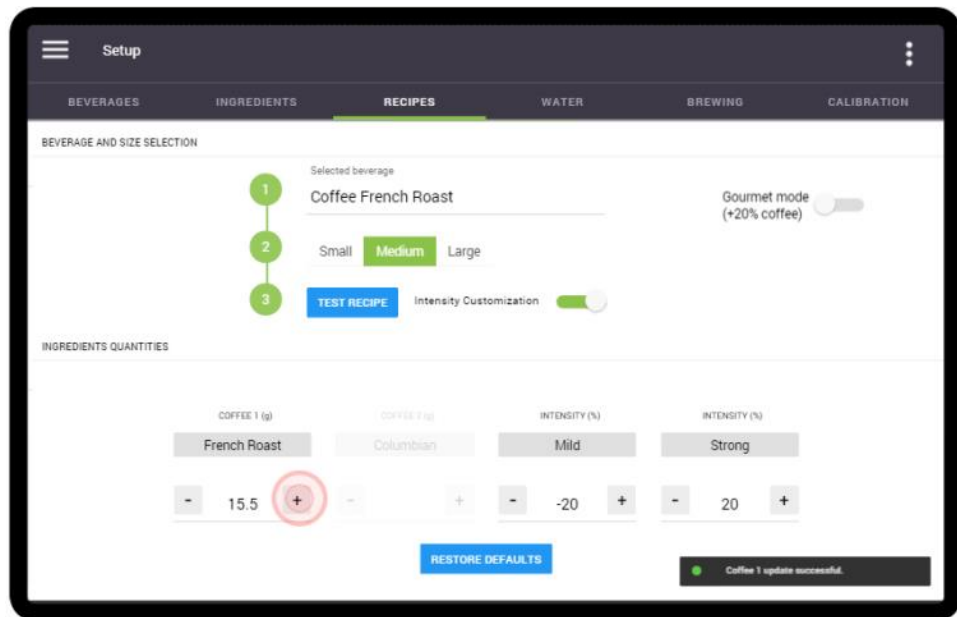 Setup
BEVERAGES INGREDIENTS RECIPES WATER BREWING CALIBRATION
BEVERAGE AND SIZE SELECTION
Selected beverage
1 Coffee French Roast
Gourmet mode
(+20% coffee)
2 Small Medium Large
3 TEST RECIPE Intensity Customization
INGREDIENTS QUANTITIES
COFFEE 1 (g) COFFEE 2 (g) INTENSITY (%) INTENSITY (%)
French Roast Columbian Mild Strong
- 15.5 + - + - -20 + - 20 +
RESTORE DEFAULTS
Coffee 1 update successful.